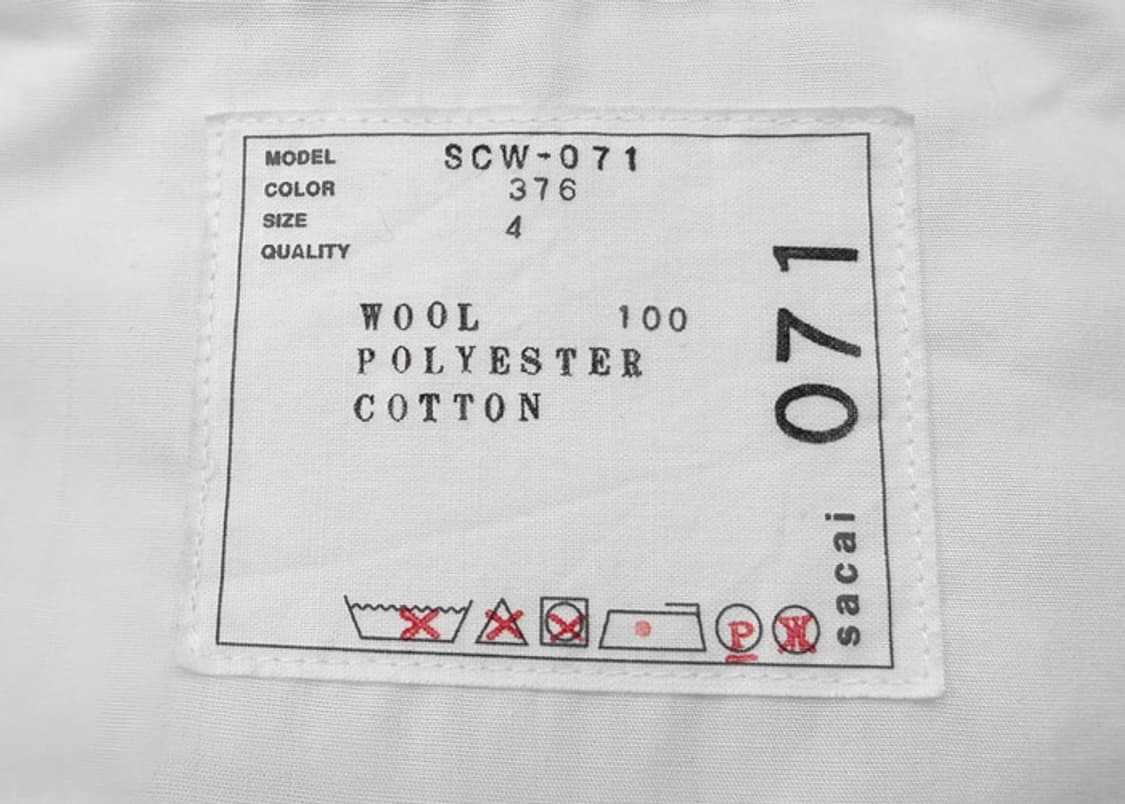 MODEL SCW-071
COLOR 376
SIZE 4
QUALITY
WOOL 100
POLYESTER
COTTON
P W
071
sacai